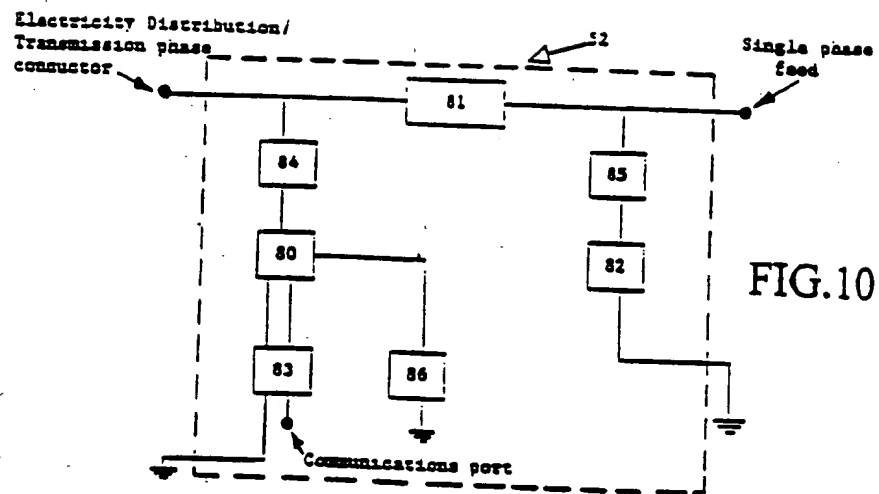 Electricity Distribution/
Transmission phase
conductor
52
Single phase
feed
81
84
85
80
82
FIG.10
83
86
Communications port